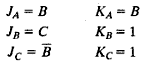 J_A = B K_A = B
J_B = C K_B = 1
J_C = B̅ K_C = 1